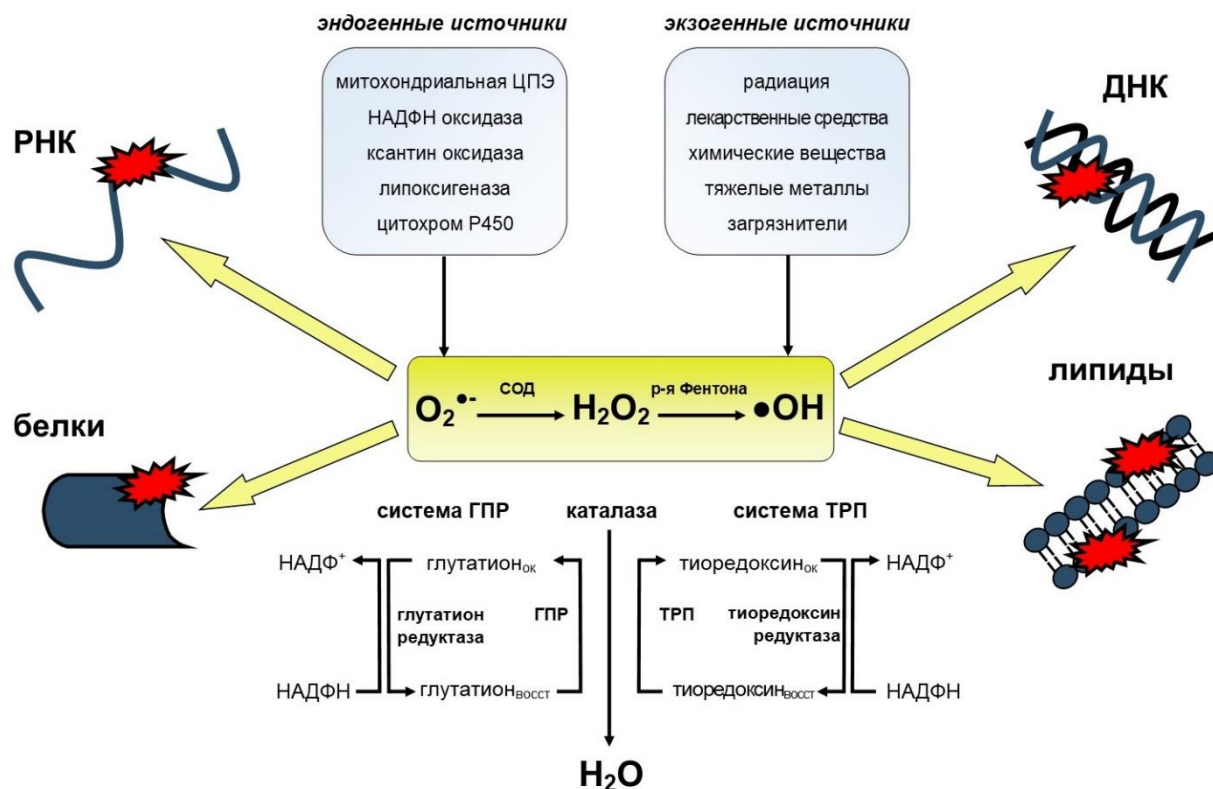 эндогенные источники
экзогенные источники
митохондриальная ЦПЭ
НАДФН оксидаза
ксантин оксидаза
липоксигеназа
цитохром P450
радиация
лекарственные средства
химические вещества
тяжелые металлы
загрязнители
РНК
ДНК
белки
липиды
O₂•- СОД H₂O₂ р-я Фентона •OH
система ГПР
каталаза
система ТРП
НАДФ⁺
глутатионок
тиоредоксинок
НАДФ⁺
глутатион
редуктаза
ГПР
ТРП
тиоредоксин
редуктаза
НАДФН
глутатионвосст
тиоредоксинвосст
НАДФН
H₂O